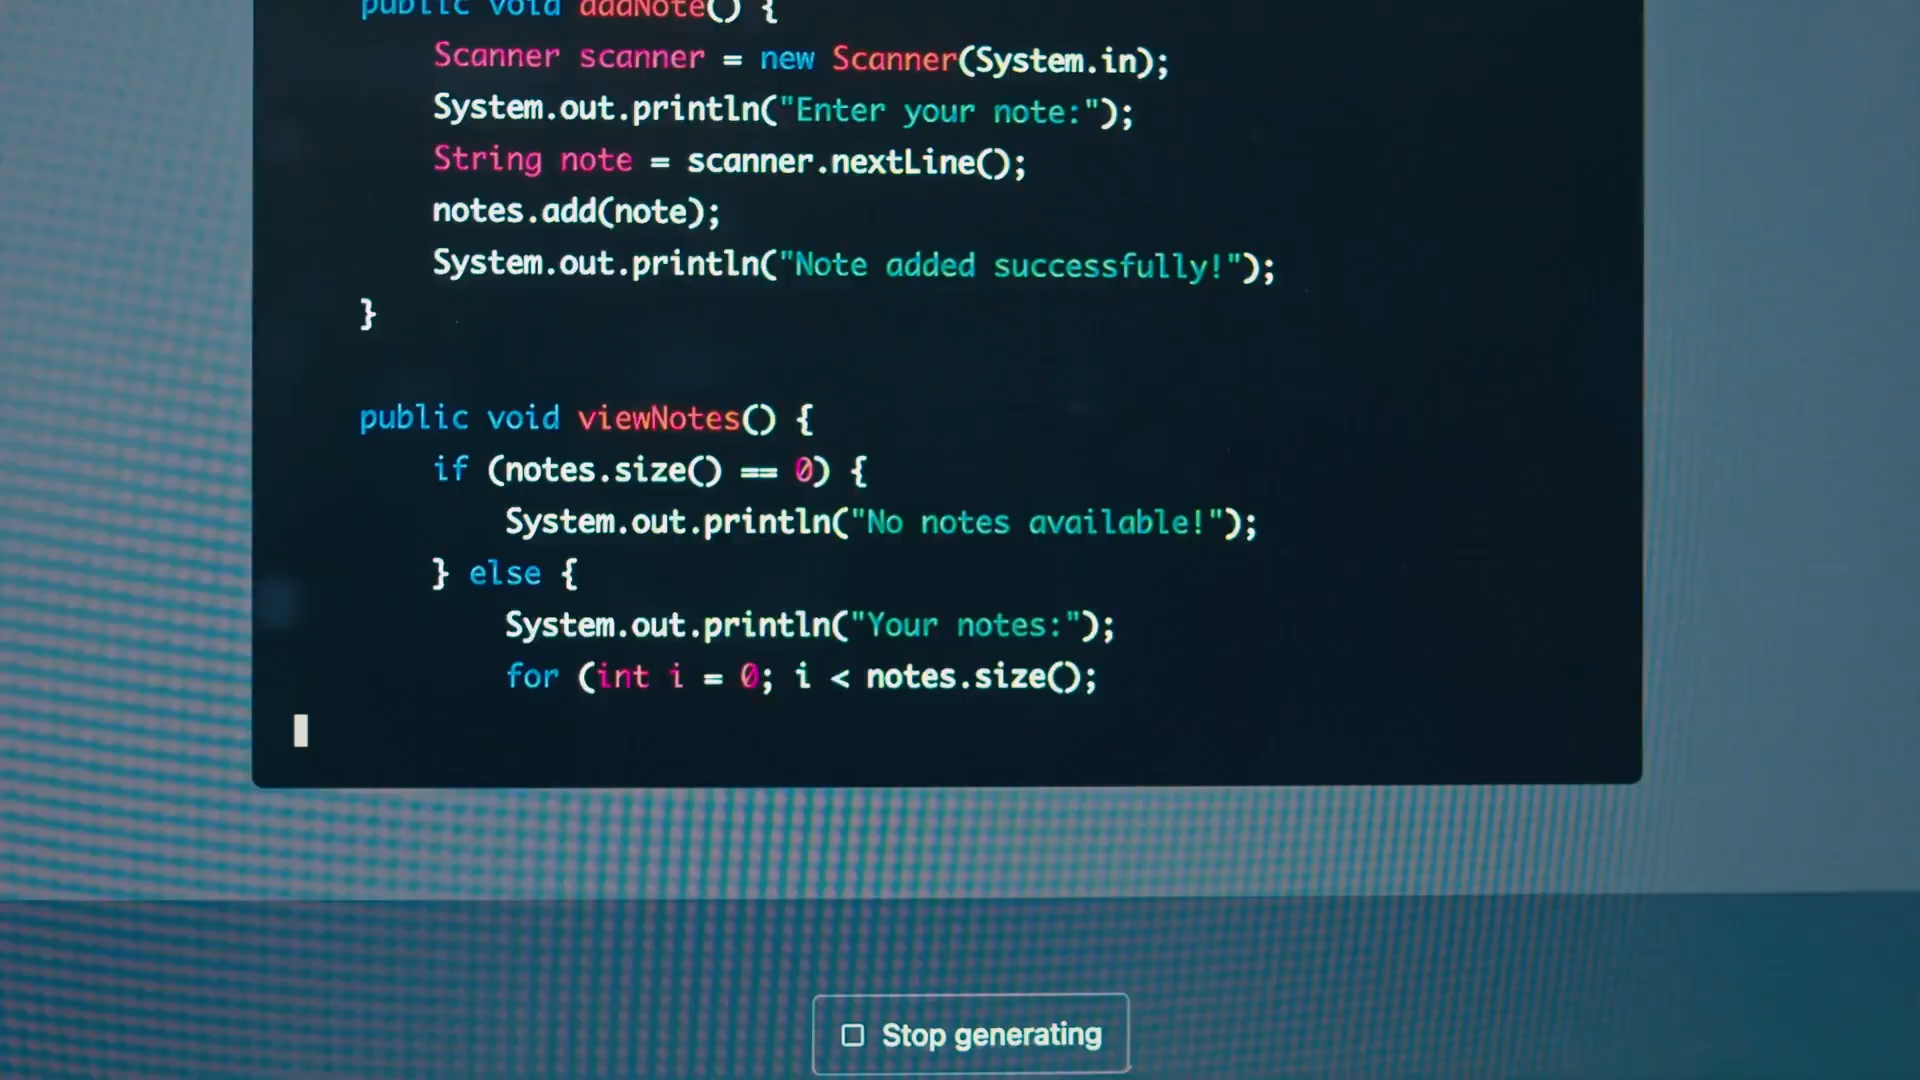 public void addNote() {
Scanner scanner = new Scanner(System.in);
System.out.println("Enter your note:");
String note = scanner.nextLine();
notes.add(note);
System.out.println("Note added successfully!");
}
public void viewNotes() {
if (notes.size() == 0) {
System.out.println("No notes available!");
} else {
System.out.println("Your notes:");
for (int i = 0; i < notes.size();
Stop generating